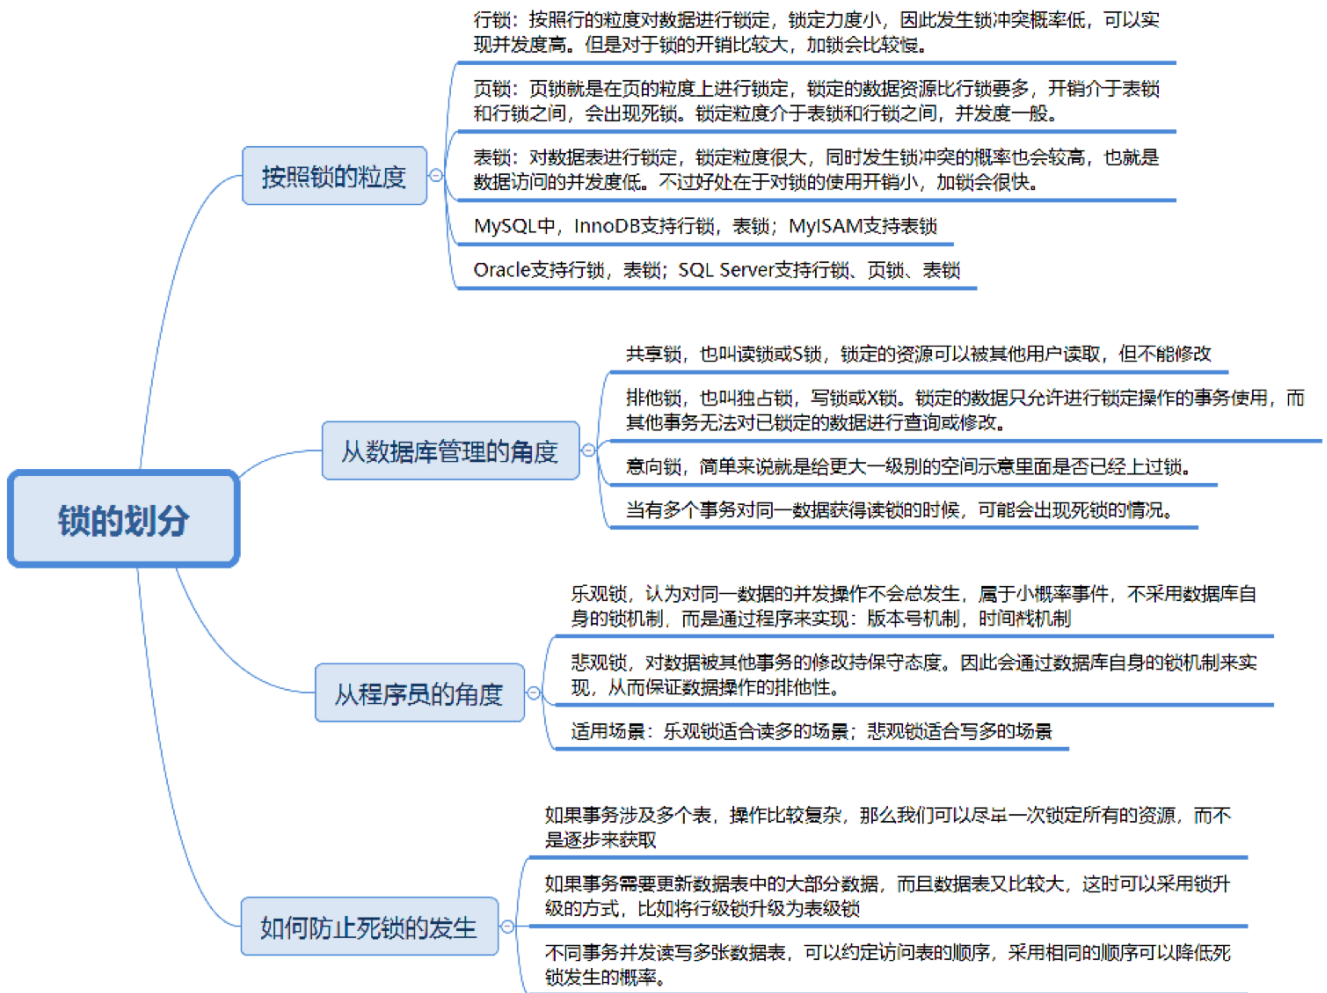 锁的划分
按照锁的粒度
行锁：按照行的粒度对数据进行锁定，锁定力度小，因此发生锁冲突概率低，可以实
现并发度高。但是对于锁的开销比较大，加锁会比较慢。
页锁：页锁就是在页的粒度上进行锁定，锁定的数据资源比行锁要多，开销介于表锁
和行锁之间，会出现死锁。锁定粒度介于表锁和行锁之间，并发度一般。
表锁：对数据表进行锁定，锁定粒度很大，同时发生锁冲突的概率也会较高，也就是
数据访问的并发度低。不过好处在于对锁的使用开销小，加锁会很快。
MySQL中，InnoDB支持行锁，表锁；MyISAM支持表锁
Oracle支持行锁，表锁；SQL Server支持行锁、页锁、表锁
从数据库管理的角度
共享锁，也叫读锁或S锁，锁定的资源可以被其他用户读取，但不能修改
排他锁，也叫独占锁，写锁或X锁。锁定的数据只允许进行锁定操作的事务使用，而
其他事务无法对已锁定的数据进行查询或修改。
意向锁，简单来说就是给更大一级别的空间示意里面是否已经上过锁。
当有多个事务对同一数据获得读锁的时候，可能会出现死锁的情况。
从程序员的角度
乐观锁，认为对同一数据的并发操作不会总发生，属于小概率事件，不采用数据库自
身的锁机制，而是通过程序来实现：版本号机制，时间戳机制
悲观锁，对数据被其他事务的修改持保守态度。因此会通过数据库自身的锁机制来实
现，从而保证数据操作的排他性。
适用场景：乐观锁适合读多的场景；悲观锁适合写多的场景
如何防止死锁的发生
如果事务涉及多个表，操作比较复杂，那么我们可以尽量一次锁定所有的资源，而不
是逐步来获取
如果事务需要更新数据表中的大部分数据，而且数据表又比较大，这时可以采用锁升
级的方式，比如将行级锁升级为表级锁
不同事务并发读写多张数据表，可以约定访问表的顺序，采用相同的顺序可以降低死
锁发生的概率。